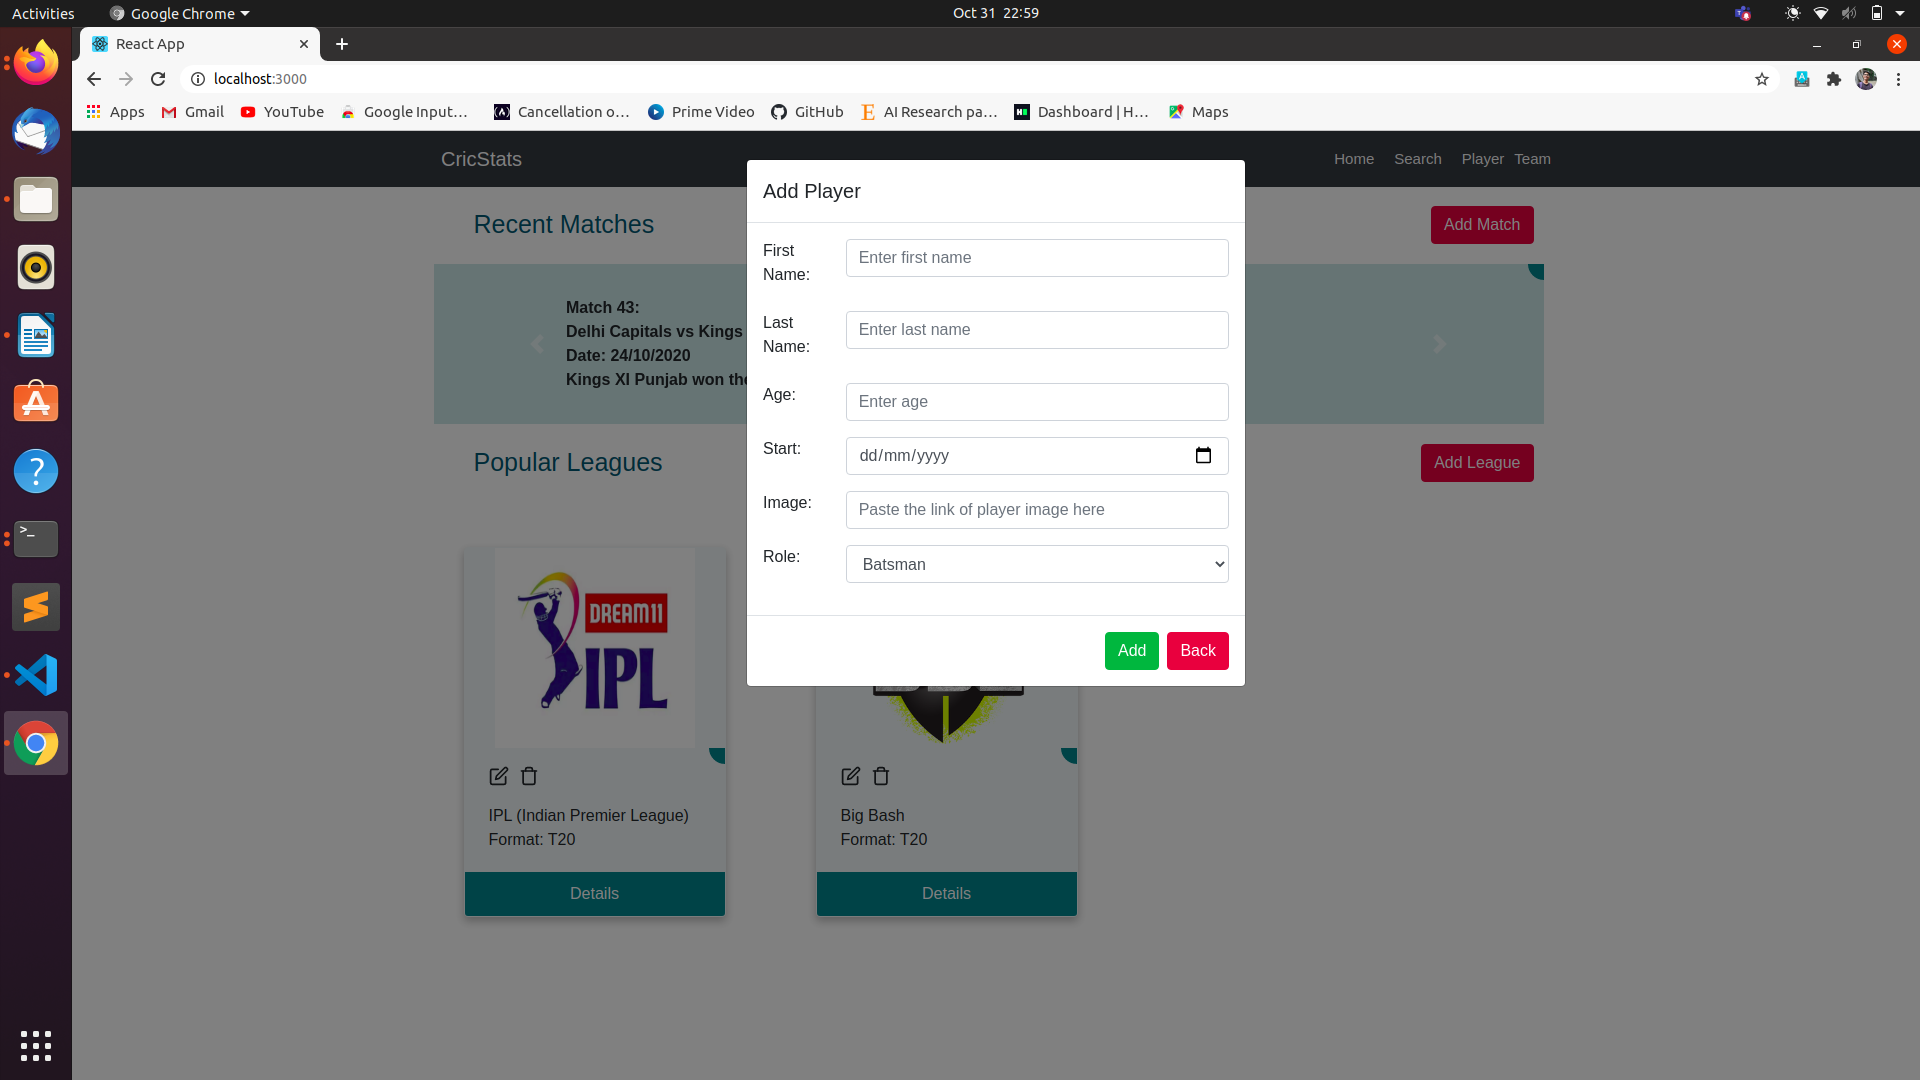 Activities
Google Chrome
Oct 31 22:59
React App
localhost:3000
Apps
Gmail
YouTube
Google Input...
Cancellation o...
Prime Video
GitHub
AI Research pa...
Dashboard | H...
Maps
CricStats
Home
Search
Player
Team
Recent Matches
Add Match
Match 43:
Delhi Capitals vs Kings
Date: 24/10/2020
Kings XI Punjab won the
Popular Leagues
Add League
Add Player
First Name:
Enter first name
Last Name:
Enter last name
Age:
Enter age
Start:
dd/mm/yyyy
Image:
Paste the link of player image here
Role:
Batsman
Add
Back
DREAM11
IPL
IPL (Indian Premier League)
Format: T20
Details
Big Bash
Format: T20
Details